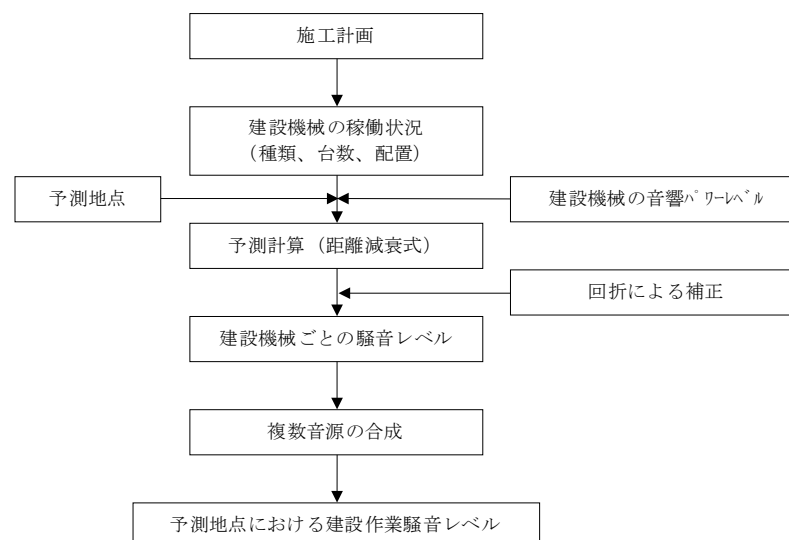 施工計画
建設機械の稼働状況
(種類、台数、配置)
予測地点
建設機械の音響ﾊﾟﾜｰﾚﾍﾞﾙ
予測計算(距離減衰式)
回折による補正
建設機械ごとの騒音レベル
複数音源の合成
予測地点における建設作業騒音レベル